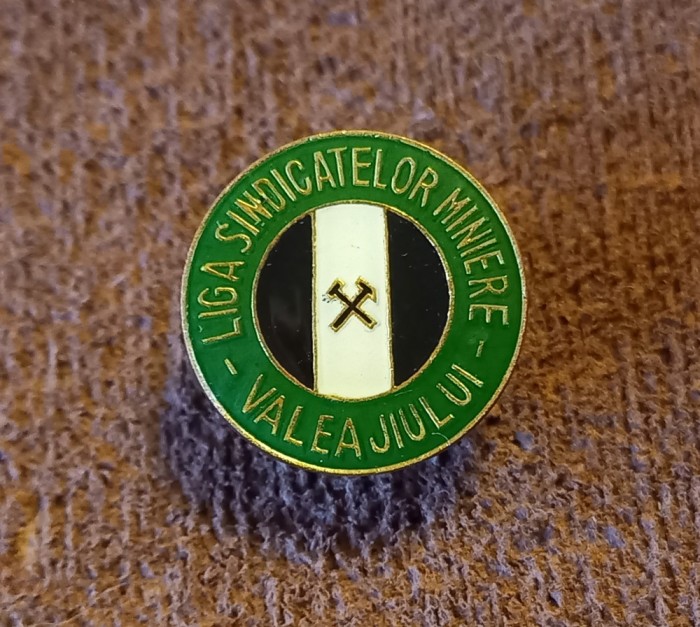 LIGA SINDICATELOR MINIERE
- VALEA JIULUI -